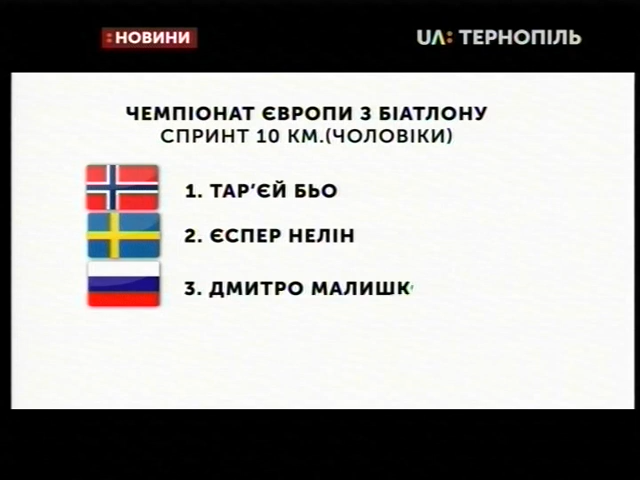 :НОВИНИ
UA: ТЕРНОПІЛЬ
ЧЕМПІОНАТ ЄВРОПИ З БІАТЛОНУ
СПРИНТ 10 КМ.(ЧОЛОВІКИ)
1. ТАР’ЄЙ БЬО
2. ЄСПЕР НЕЛІН
3. ДМИТРО МАЛИШК